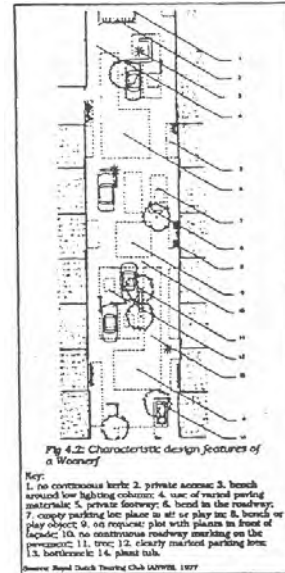 Fig 4.2: Characteristic design features of
a Woonerf
Key:
1. no continuous kerb; 2. private access; 3. bench
around low lighting column; 4. use of varied paving
materials; 5. private footway; 6. bend in the roadway;
7. empty parking lot: place to sit or play in; 8. bench or
play object; 9. on request: plot with plants in front of
façade; 10. no continuous roadway marking on the
pavement; 11. tree; 12. clearly marked parking lots;
13. bottleneck; 14. plant tub.
Source: Royal Dutch Touring Club (ANWB), 1977